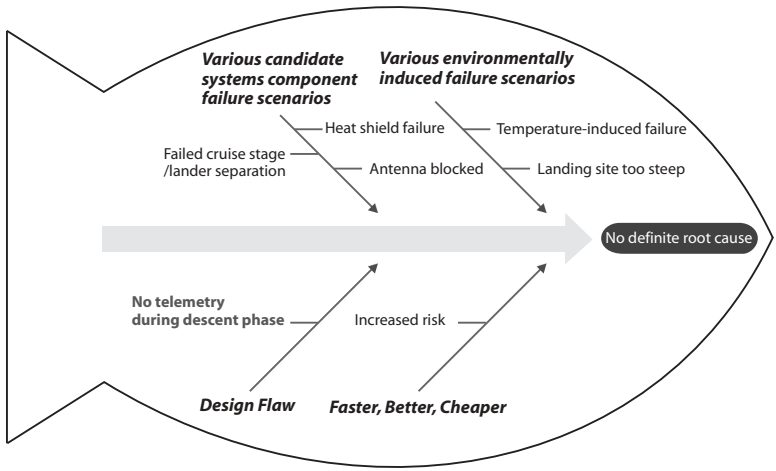 Various candidate
systems component
failure scenarios
Various environmentally
induced failure scenarios
Heat shield failure
Failed cruise stage
/lander separation
Antenna blocked
Temperature-induced failure
Landing site too steep
No definite root cause
No telemetry
during descent phase
Increased risk
Design Flaw
Faster, Better, Cheaper